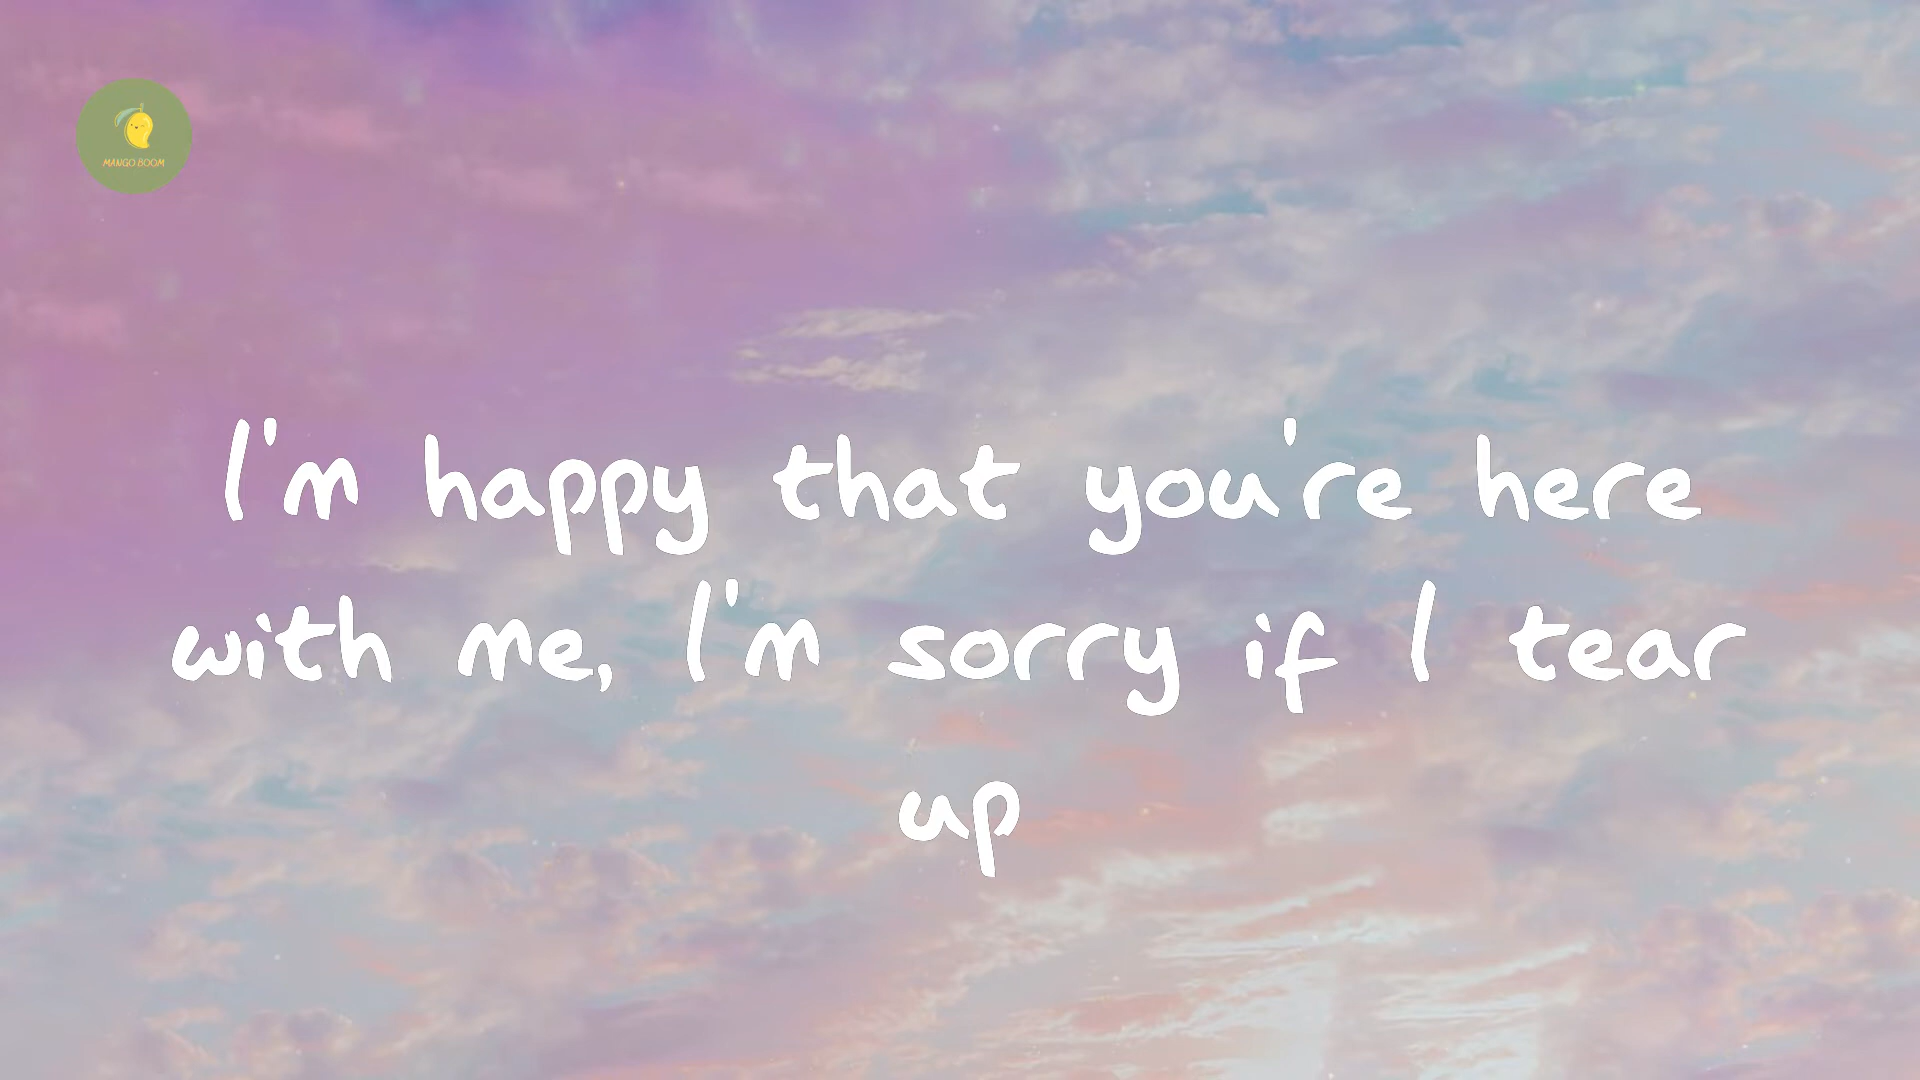 MANGO BOOM
I'm happy that you're here
with me, I'm sorry if I tear
up